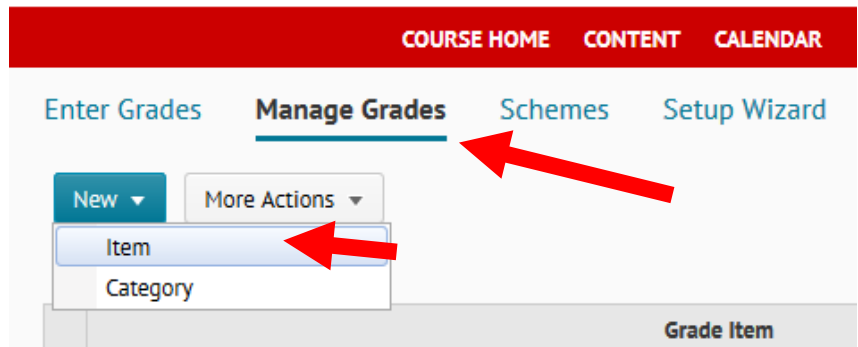 COURSE HOME CONTENT CALENDAR
Enter Grades Manage Grades Schemes Setup Wizard
New More Actions
Item
Category
Grade Item